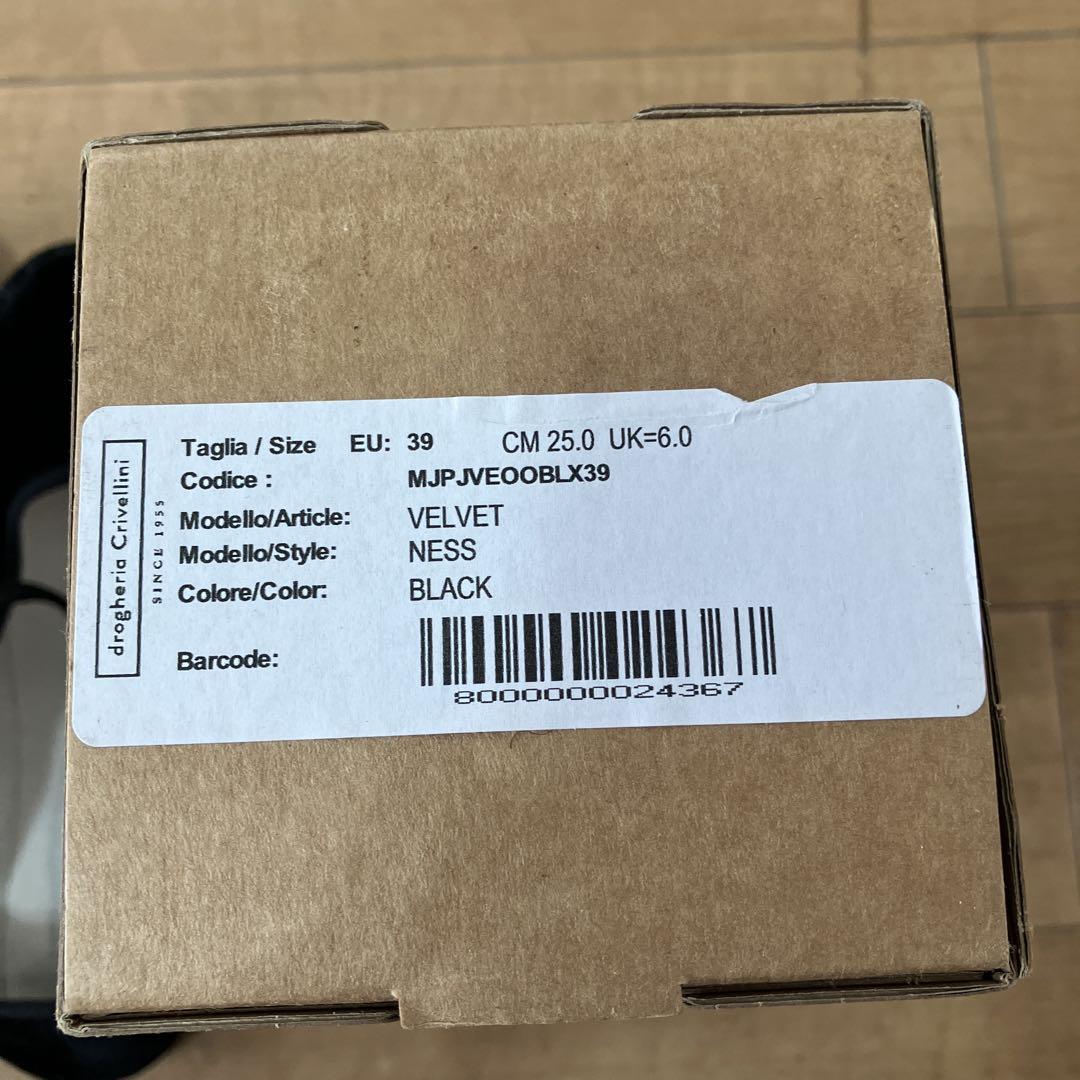 drogheria Crivellini
SINCE 1955
Taglia / Size EU: 39 CM 25.0 UK=6.0
Codice : MJPJVEOOBLX39
Modello/Article: VELVET
Modello/Style: NESS
Colore/Color: BLACK
Barcode:
8000000024367